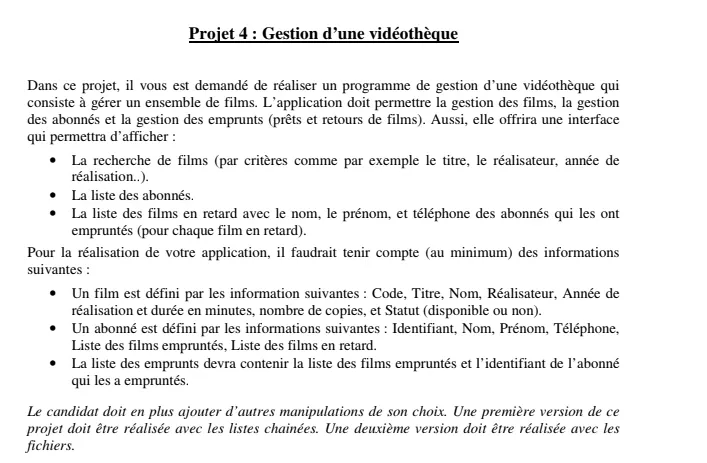 Projet 4 : Gestion d'une vidéothèque
Dans ce projet, il vous est demandé de réaliser un programme de gestion d'une vidéothèque qui
consiste à gérer un ensemble de films. L'application doit permettre la gestion des films, la gestion
des abonnés et la gestion des emprunts (prêts et retours de films). Aussi, elle offrira une interface
qui permettra d'afficher :
• La recherche de films (par critères comme par exemple le titre, le réalisateur, année de
réalisation..).
• La liste des abonnés.
• La liste des films en retard avec le nom, le prénom, et téléphone des abonnés qui les ont
empruntés (pour chaque film en retard).
Pour la réalisation de votre application, il faudrait tenir compte (au minimum) des informations
suivantes :
• Un film est défini par les information suivantes : Code, Titre, Nom, Réalisateur, Année de
réalisation et durée en minutes, nombre de copies, et Statut (disponible ou non).
• Un abonné est défini par les informations suivantes : Identifiant, Nom, Prénom, Téléphone,
Liste des films empruntés, Liste des films en retard.
• La liste des emprunts devra contenir la liste des films empruntés et l'identifiant de l'abonné
qui les a empruntés.
Le candidat doit en plus ajouter d'autres manipulations de son choix. Une première version de ce
projet doit être réalisée avec les listes chainées. Une deuxième version doit être réalisée avec les
fichiers.